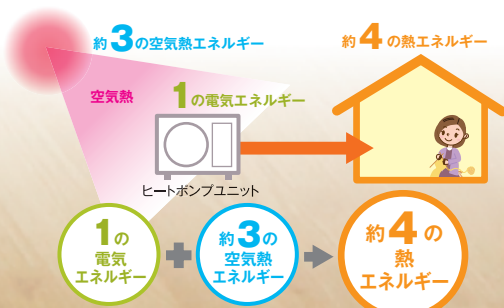 約3の空気熱エネルギー
約4の熱エネルギー
空気熱
1の電気エネルギー
ヒートポンプユニット
1の
電気
エネルギー
約3の
空気熱
エネルギー
約4の
熱
エネルギー